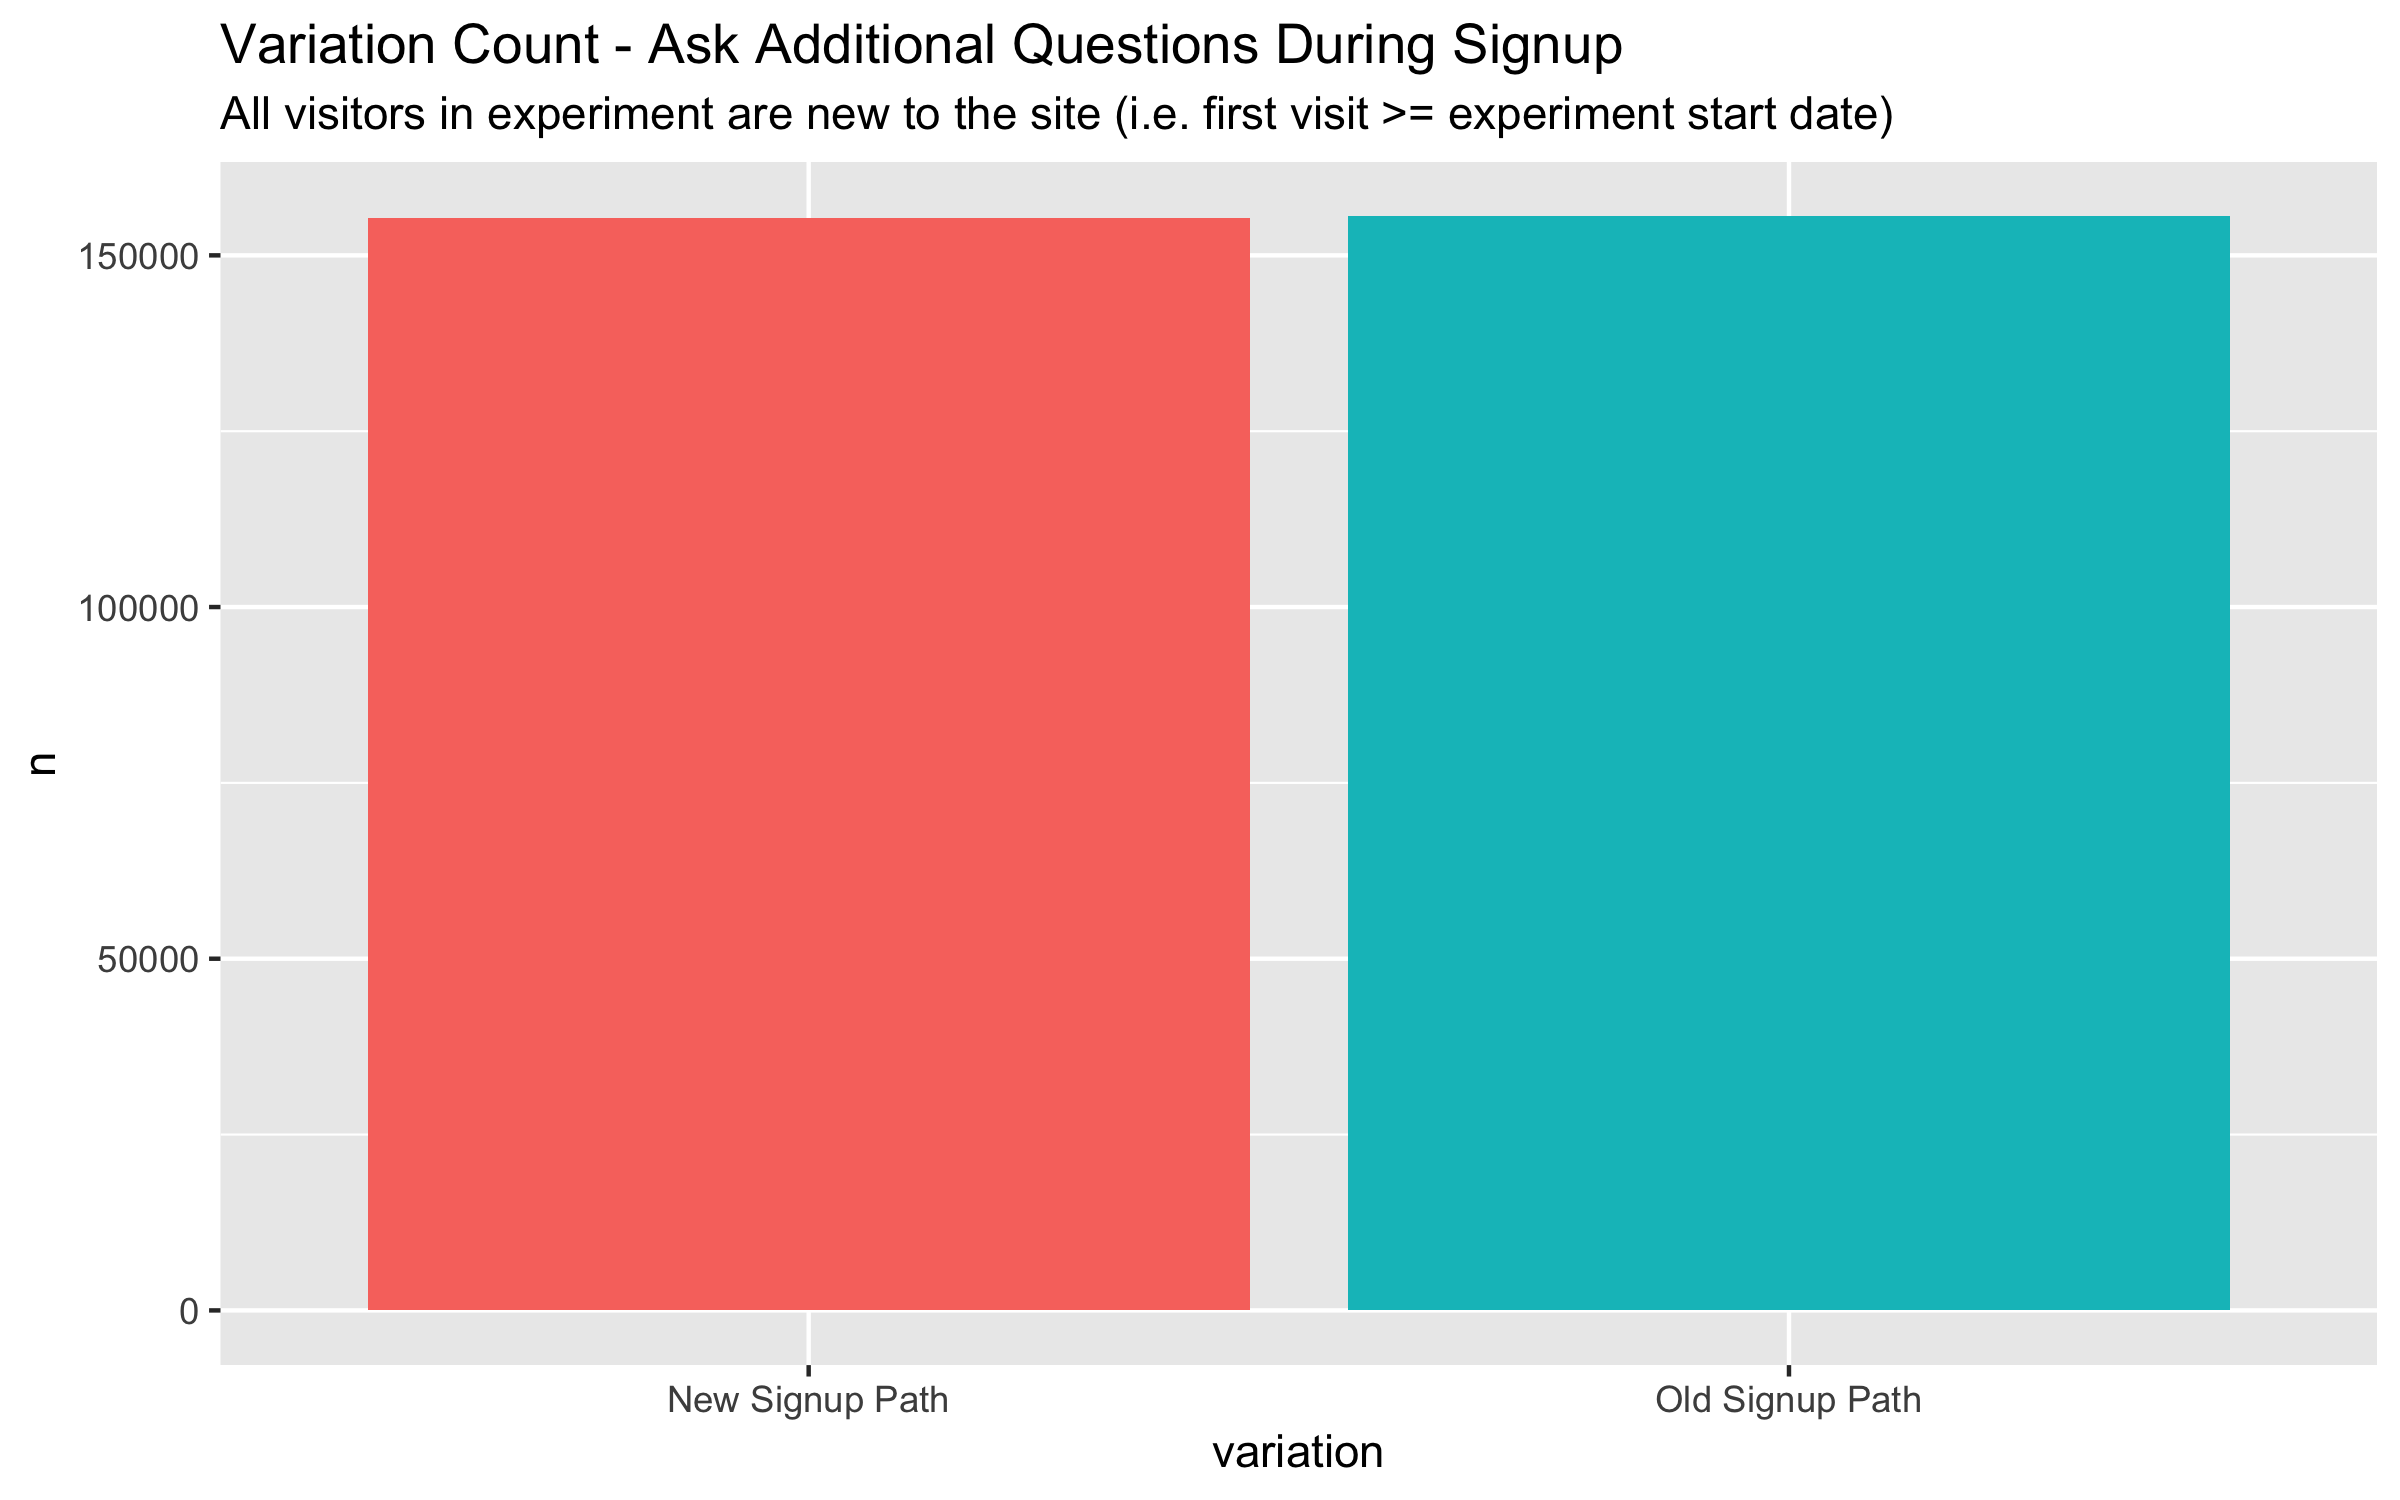 Variation Count - Ask Additional Questions During Signup
All visitors in experiment are new to the site (i.e. first visit >= experiment start date)
150000
100000
50000
0
n
New Signup Path
Old Signup Path
variation